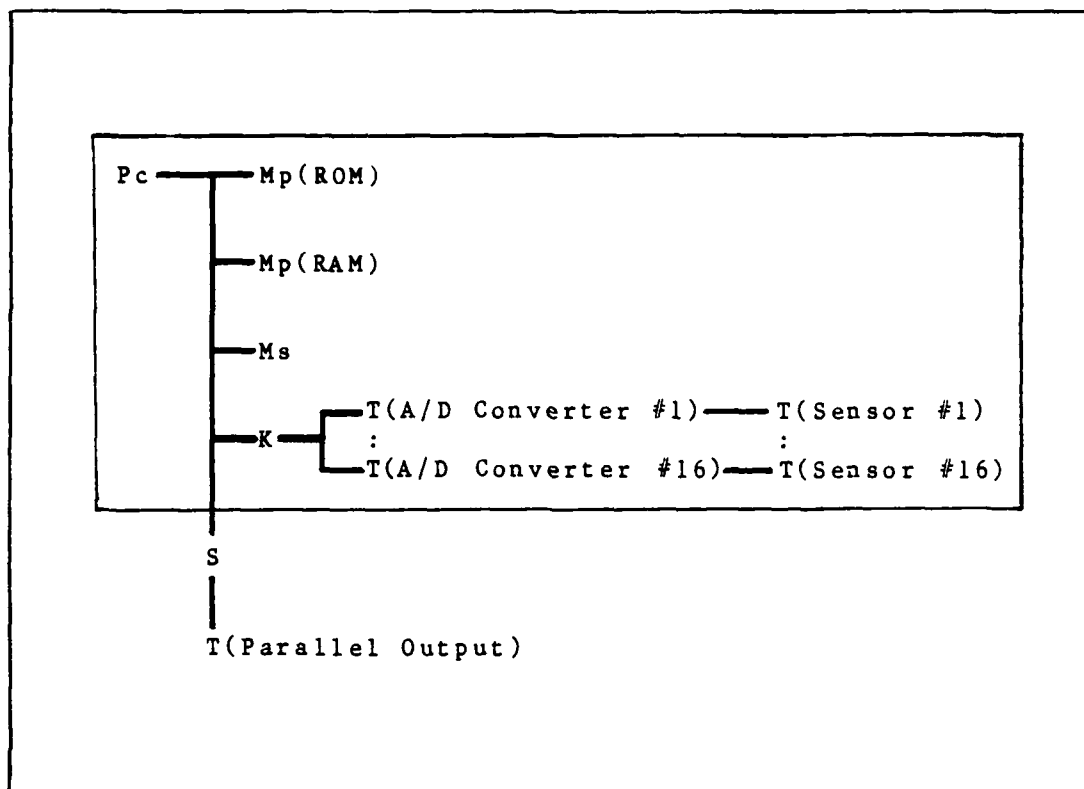 Pc Mp(ROM)
Mp(RAM)
Ms
K T(A/D Converter #1) T(Sensor #1)
: :
T(A/D Converter #16) T(Sensor #16)
S
T(Parallel Output)